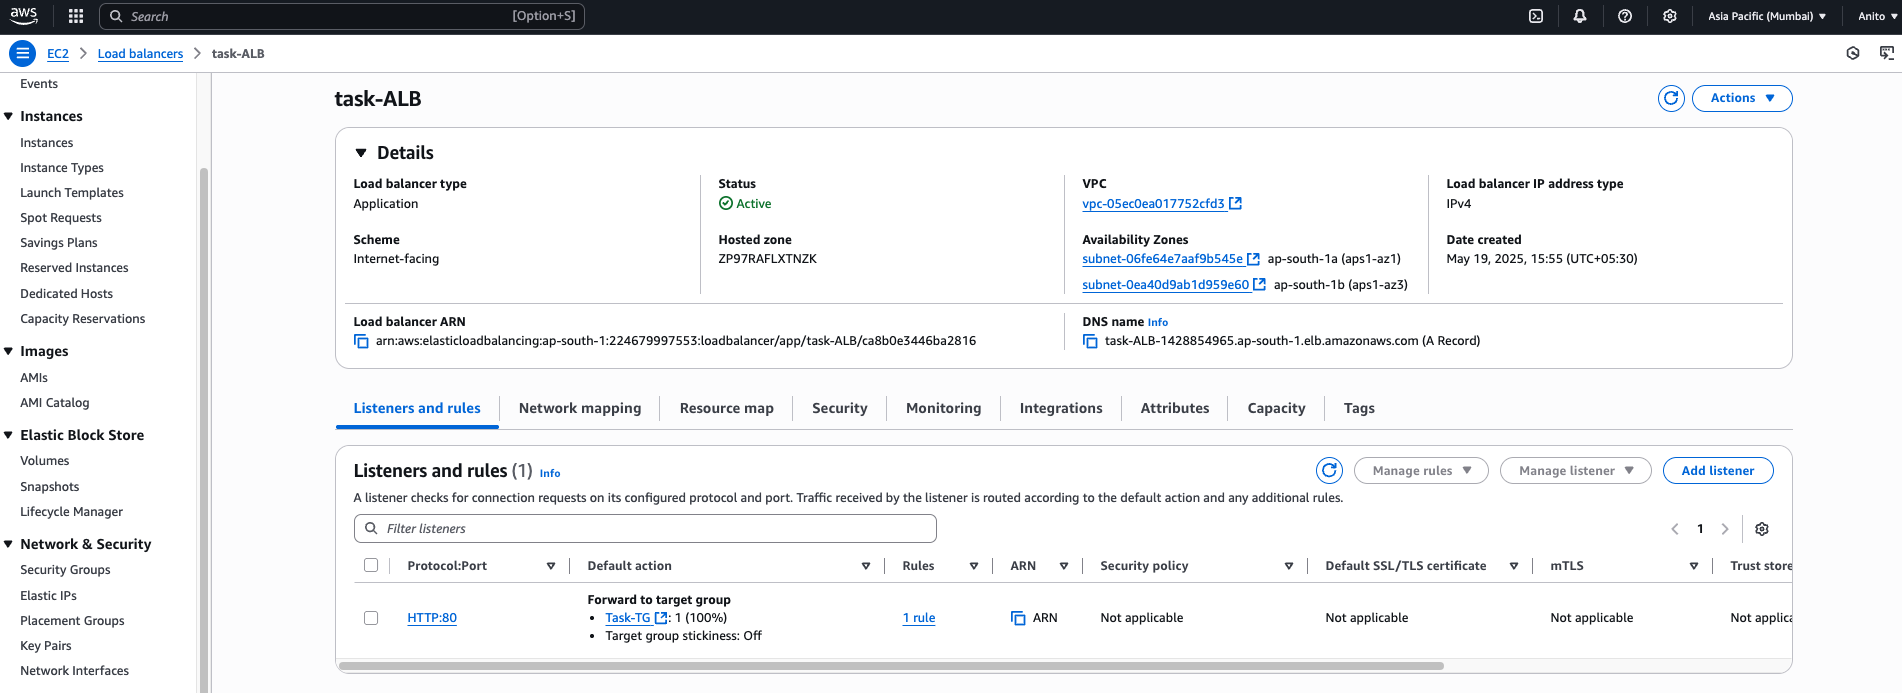 aws
Search [Option+S]
Asia Pacific (Mumbai)
Anito
EC2
Load balancers
task-ALB
Events
Instances
Instances
Instance Types
Launch Templates
Spot Requests
Savings Plans
Reserved Instances
Dedicated Hosts
Capacity Reservations
Images
AMIs
AMI Catalog
Elastic Block Store
Volumes
Snapshots
Lifecycle Manager
Network & Security
Security Groups
Elastic IPs
Placement Groups
Key Pairs
Network Interfaces
task-ALB
Actions
Details
Load balancer type
Application
Status
Active
VPC
vpc-05ec0ea017752cfd3
Load balancer IP address type
IPv4
Scheme
Internet-facing
Hosted zone
ZP97RAFLXTNZK
Availability Zones
subnet-06fe64e7aaf9b545e ap-south-1a (aps1-az1)
subnet-0ea40d9ab1d959e60 ap-south-1b (aps1-az3)
Date created
May 19, 2025, 15:55 (UTC+05:30)
Load balancer ARN
arn:aws:elasticloadbalancing:ap-south-1:224679997553:loadbalancer/app/task-ALB/ca8b0e3446ba2816
DNS name Info
task-ALB-1428854965.ap-south-1.elb.amazonaws.com (A Record)
Listeners and rules
Network mapping
Resource map
Security
Monitoring
Integrations
Attributes
Capacity
Tags
Listeners and rules (1) Info
Manage rules
Manage listener
Add listener
A listener checks for connection requests on its configured protocol and port. Traffic received by the listener is routed according to the default action and any additional rules.
Filter listeners
1
Protocol:Port
Default action
Rules
ARN
Security policy
Default SSL/TLS certificate
mTLS
Trust store
HTTP:80
Forward to target group
• Task-TG : 1 (100%)
• Target group stickiness: Off
1 rule
ARN
Not applicable
Not applicable
Not applicable
Not applica